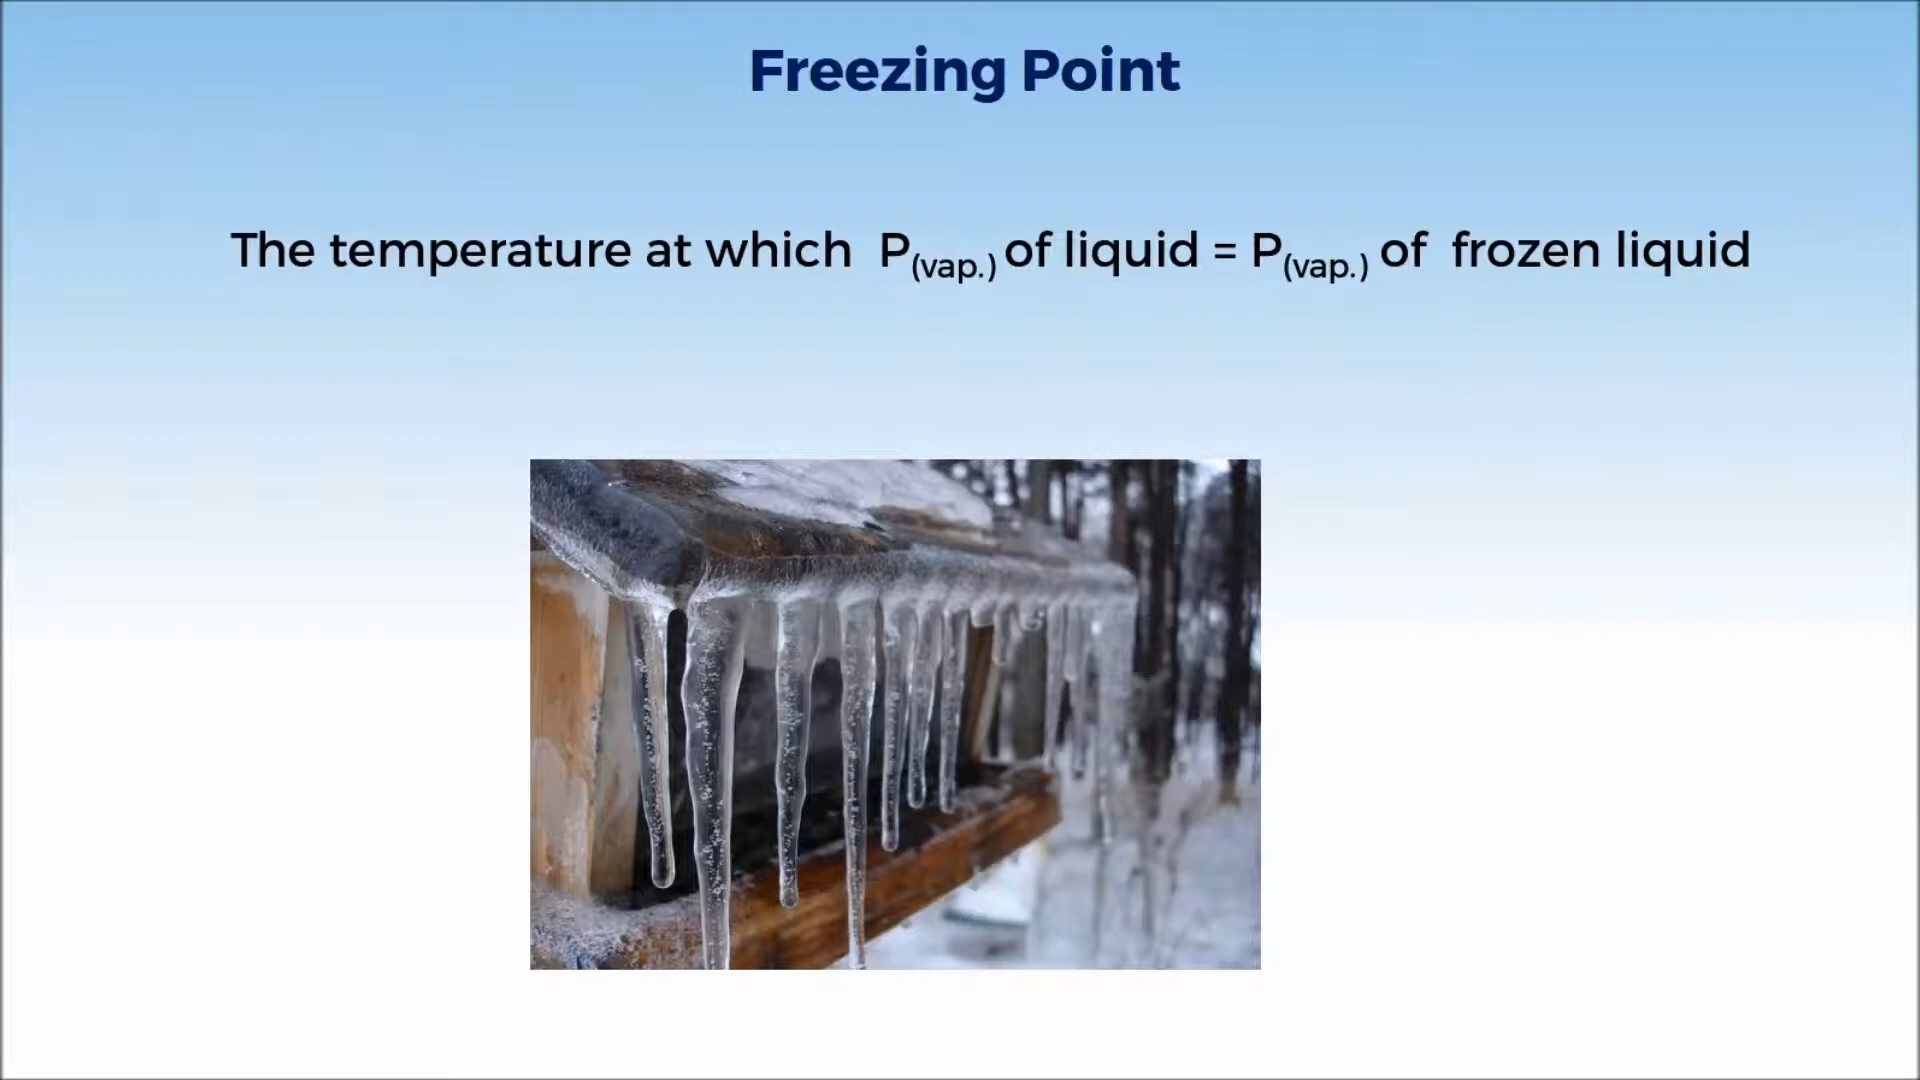 Freezing Point
The temperature at which P(vap.) of liquid = P(vap.) of frozen liquid